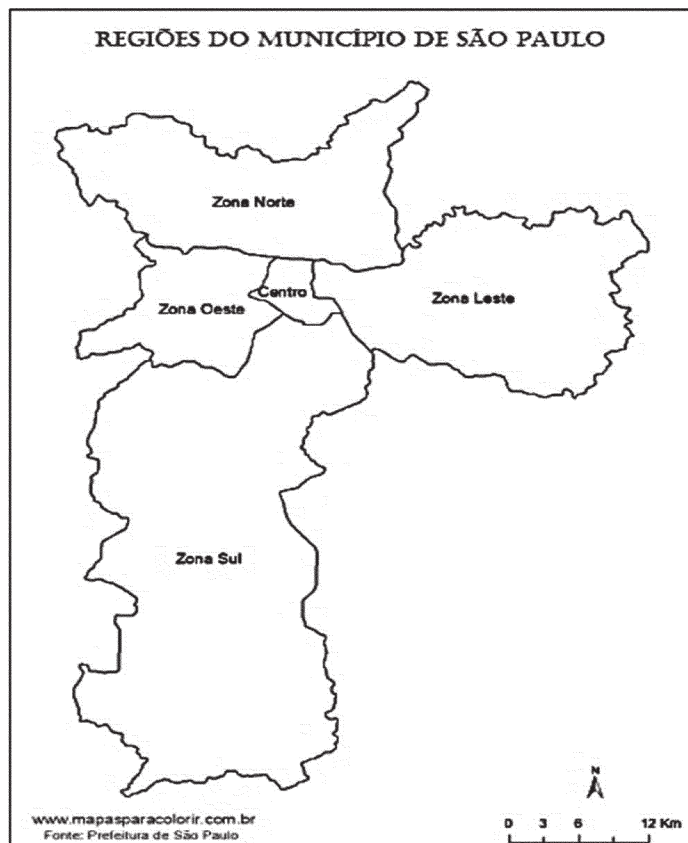 REGIÕES DO MUNICÍPIO DE SÃO PAULO
Zona Norte
Centro
Zona Oeste
Zona Leste
Zona Sul
N
www.mapasparacolorir.com.br
Fonte: Prefeitura de São Paulo
0 3 6 12 Km